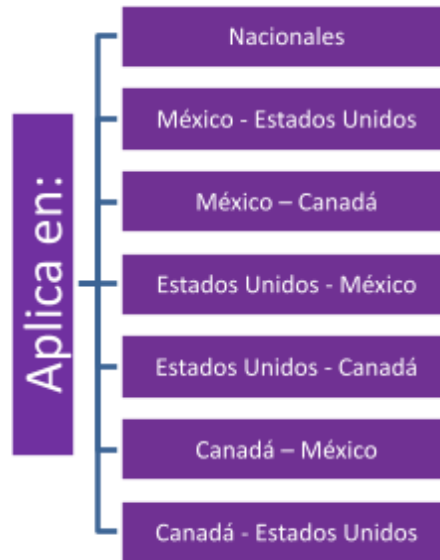 Aplica en:
Nacionales
México - Estados Unidos
México – Canadá
Estados Unidos - México
Estados Unidos - Canadá
Canadá – México
Canadá - Estados Unidos